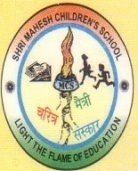 SHRI MAHESH CHILDREN'S SCHOOL
MCS
चरित्र
मैत्री
संस्कार
LIGHT THE FLAME OF EDUCATION